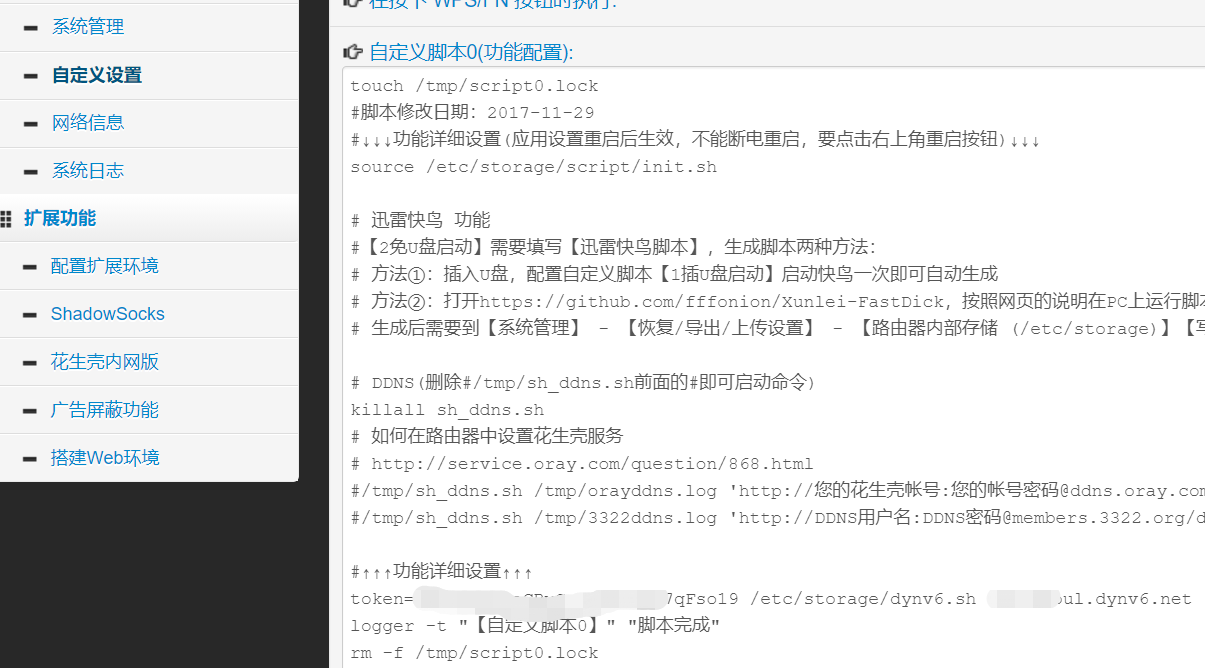 系统管理
自定义设置
网络信息
系统日志
扩展功能
配置扩展环境
ShadowSocks
花生壳内网版
广告屏蔽功能
搭建Web环境
在按下 WPS/FN 按钮时执行:
自定义脚本0(功能配置):
touch /tmp/script0.lock
#脚本修改日期：2017-11-29
#↓↓↓功能详细设置(应用设置重启后生效，不能断电重启，要点击右上角重启按钮)↓↓↓
source /etc/storage/script/init.sh
# 迅雷快鸟 功能
#【2免U盘启动】需要填写【迅雷快鸟脚本】，生成脚本两种方法：
# 方法①：插入U盘，配置自定义脚本【1插U盘启动】启动快鸟一次即可自动生成
# 方法②：打开https://github.com/fffonion/Xunlei-FastDick，按照网页的说明在PC上运行脚本
# 生成后需要到【系统管理】 - 【恢复/导出/上传设置】 - 【路由器内部存储 (/etc/storage)】【写
# DDNS(删除#/tmp/sh_ddns.sh前面的#即可启动命令)
killall sh_ddns.sh
# 如何在路由器中设置花生壳服务
# http://service.oray.com/question/868.html
#/tmp/sh_ddns.sh /tmp/orayddns.log 'http://您的花生壳帐号:您的帐号密码@ddns.oray.com
#/tmp/sh_ddns.sh /tmp/3322ddns.log 'http://DDNS用户名:DDNS密码@members.3322.org/d
#↑↑↑功能详细设置↑↑↑
token= 7qFso19 /etc/storage/dynv6.sh oul.dynv6.net
logger -t "【自定义脚本0】" "脚本完成"
rm -f /tmp/script0.lock